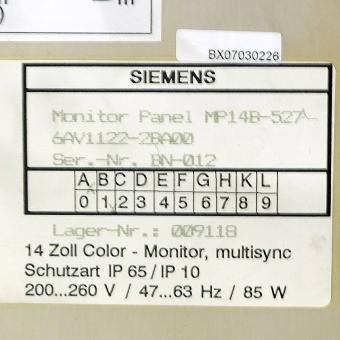 BX07030226
SIEMENS
Monitor Panel MP14B-527A
6AV1122-2BA00
Ser.-Nr. BN-012
A B C D E F G H K L
0 1 2 3 4 5 6 7 8 9
Lager-Nr.: 009118
14 Zoll Color - Monitor, multisync
Schutzart IP 65 / IP 10
200...260 V / 47...63 Hz / 85 W